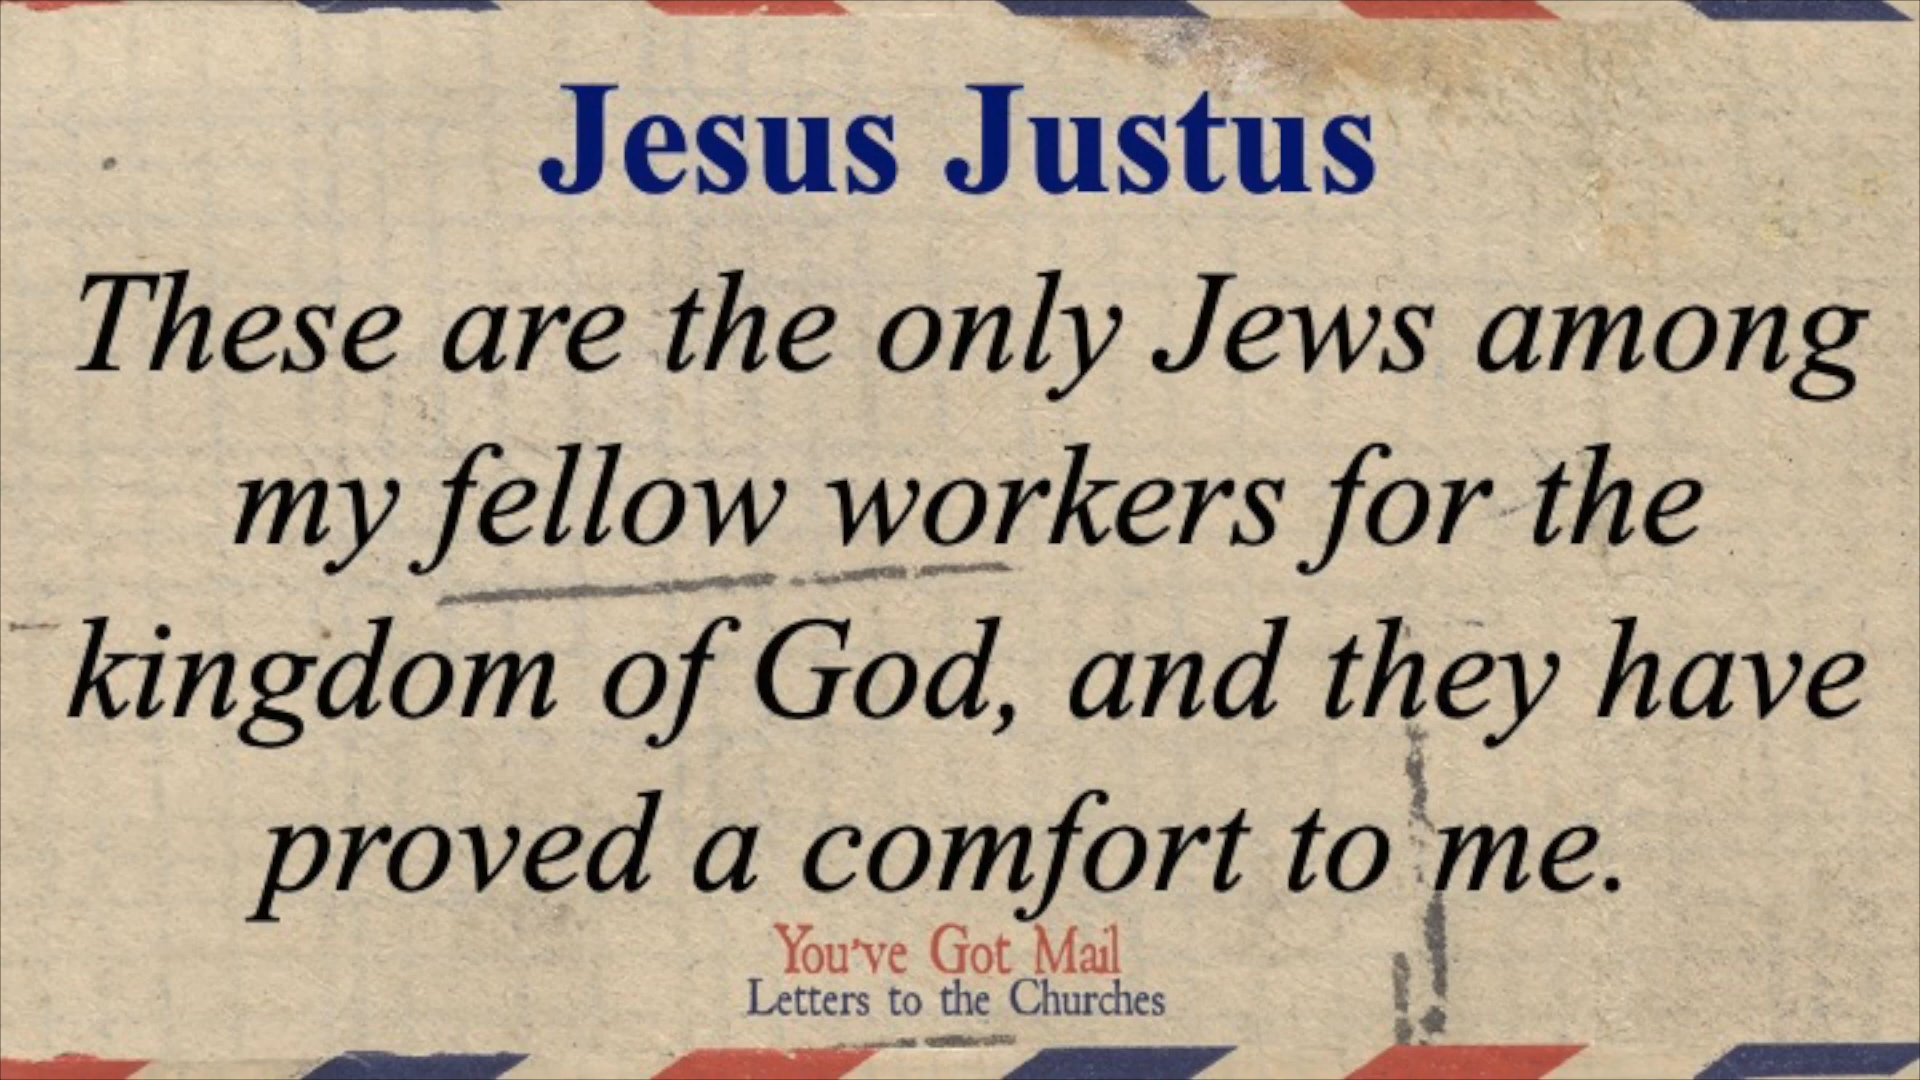 Jesus Justus
These are the only Jews among
my fellow workers for the
kingdom of God, and they have
proved a comfort to me.
You've Got Mail
Letters to the Churches